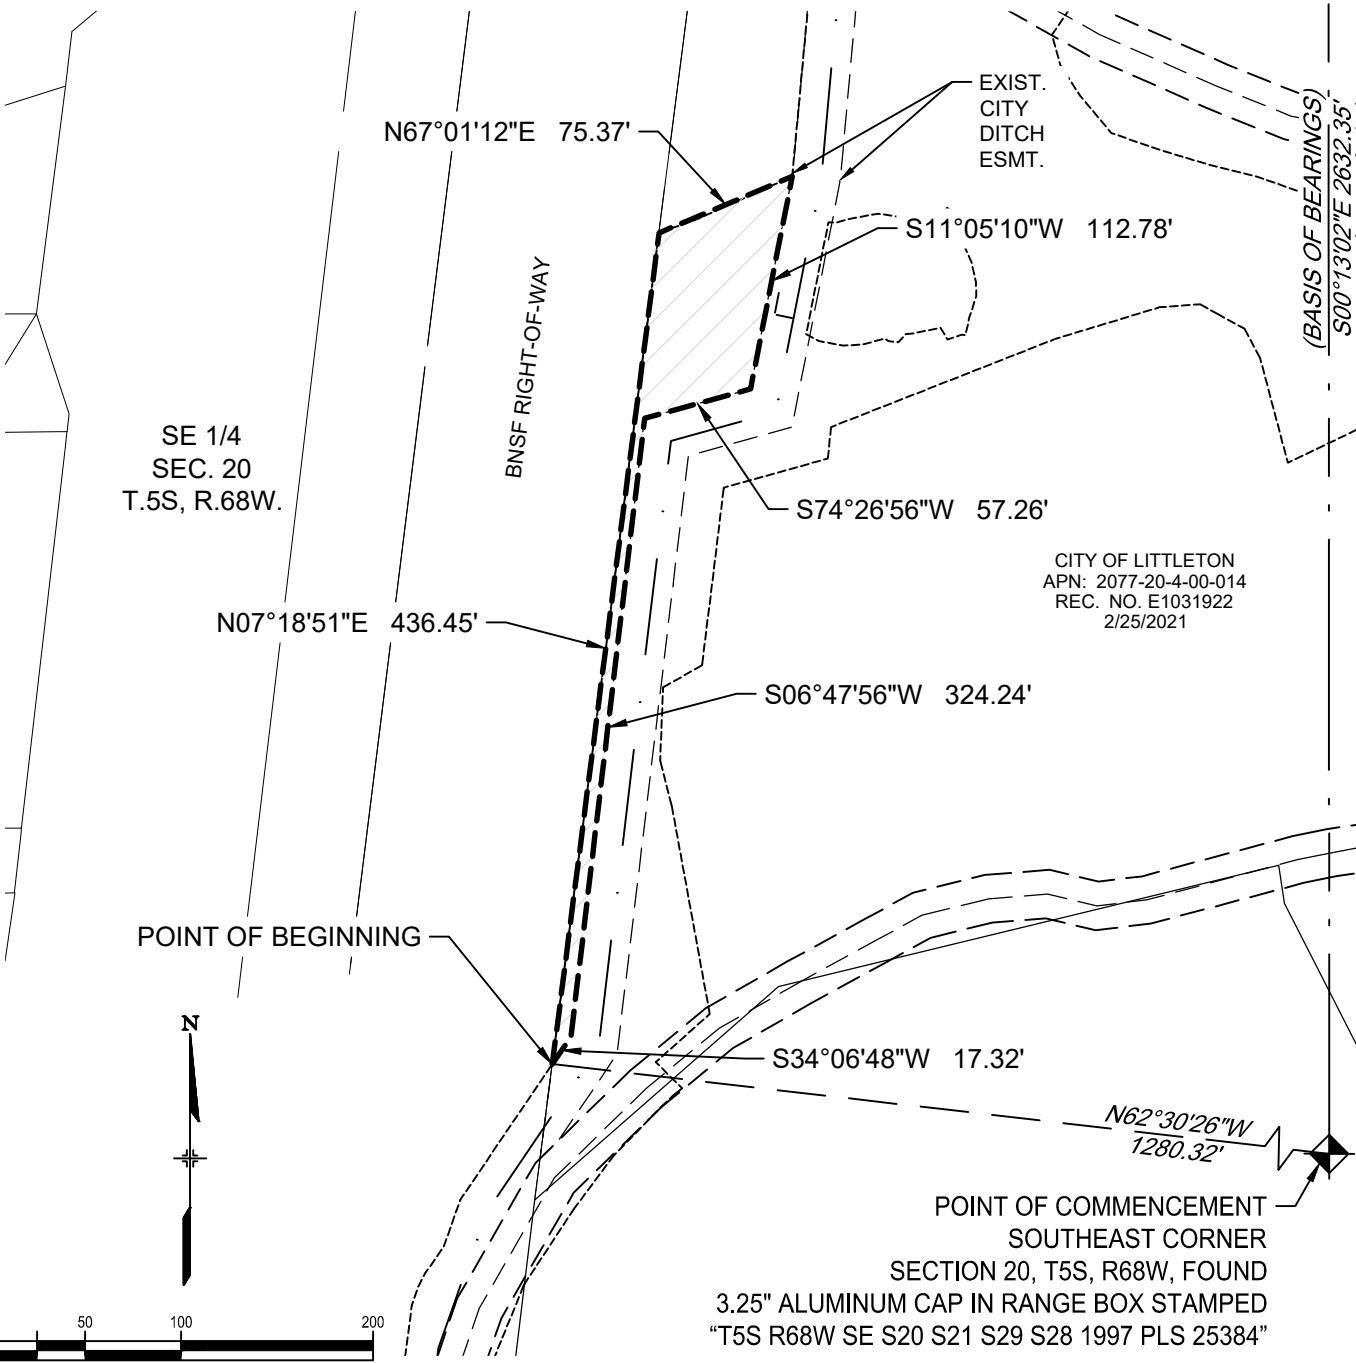 EXIST.
CITY
DITCH
ESMT.
N67°01'12"E 75.37'
S11°05'10"W 112.78'
(BASIS OF BEARINGS)
S00°13'02"E 2632.35'
BNSF RIGHT-OF-WAY
SE 1/4
SEC. 20
T.5S, R.68W.
S74°26'56"W 57.26'
CITY OF LITTLETON
APN: 2077-20-4-00-014
REC. NO. E1031922
2/25/2021
N07°18'51"E 436.45'
S06°47'56"W 324.24'
POINT OF BEGINNING
N
S34°06'48"W 17.32'
N62°30'26"W
1280.32'
POINT OF COMMENCEMENT
SOUTHEAST CORNER
SECTION 20, T5S, R68W, FOUND
3.25" ALUMINUM CAP IN RANGE BOX STAMPED
“T5S R68W SE S20 S21 S29 S28 1997 PLS 25384”
50 100 200